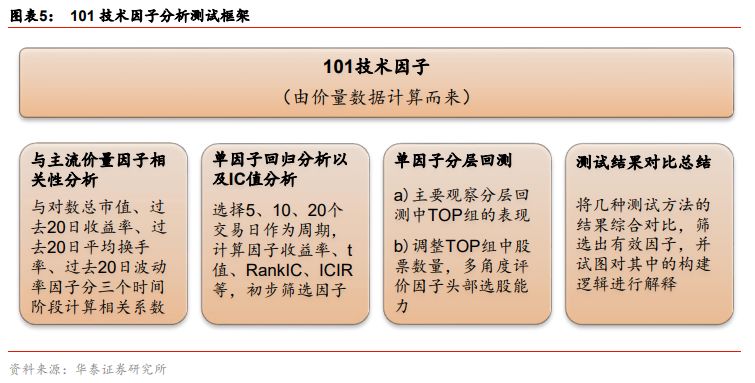 图表5： 101 技术因子分析测试框架
101技术因子
（由价量数据计算而来）
与主流价量因子相
关性分析
与对数总市值、过
去20日收益率、过
去20日平均换手
率、过去20日波动
率因子分三个时间
阶段计算相关系数
单因子回归分析以
及IC值分析
选择5、10、20个
交易日作为周期，
计算因子收益率、t
值、RankIC、ICIR
等，初步筛选因子
单因子分层回测
a) 主要观察分层回
测中TOP组的表现
b) 调整TOP组中股
票数量，多角度评
价因子头部选股能
力
测试结果对比总结
将几种测试方法的
结果综合对比，筛
选出有效因子，并
试图对其中的构建
逻辑进行解释
资料来源：华泰证券研究所